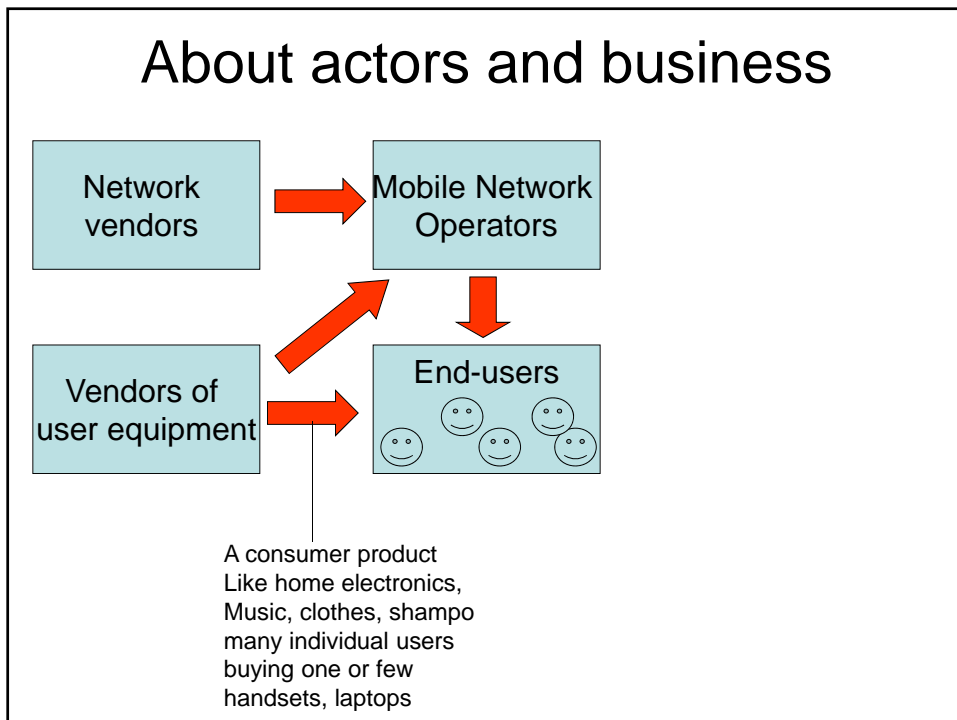 About actors and business
Network
vendors
Mobile Network
Operators
Vendors of
user equipment
End-users
A consumer product
Like home electronics,
Music, clothes, shampo
many individual users
buying one or few
handsets, laptops